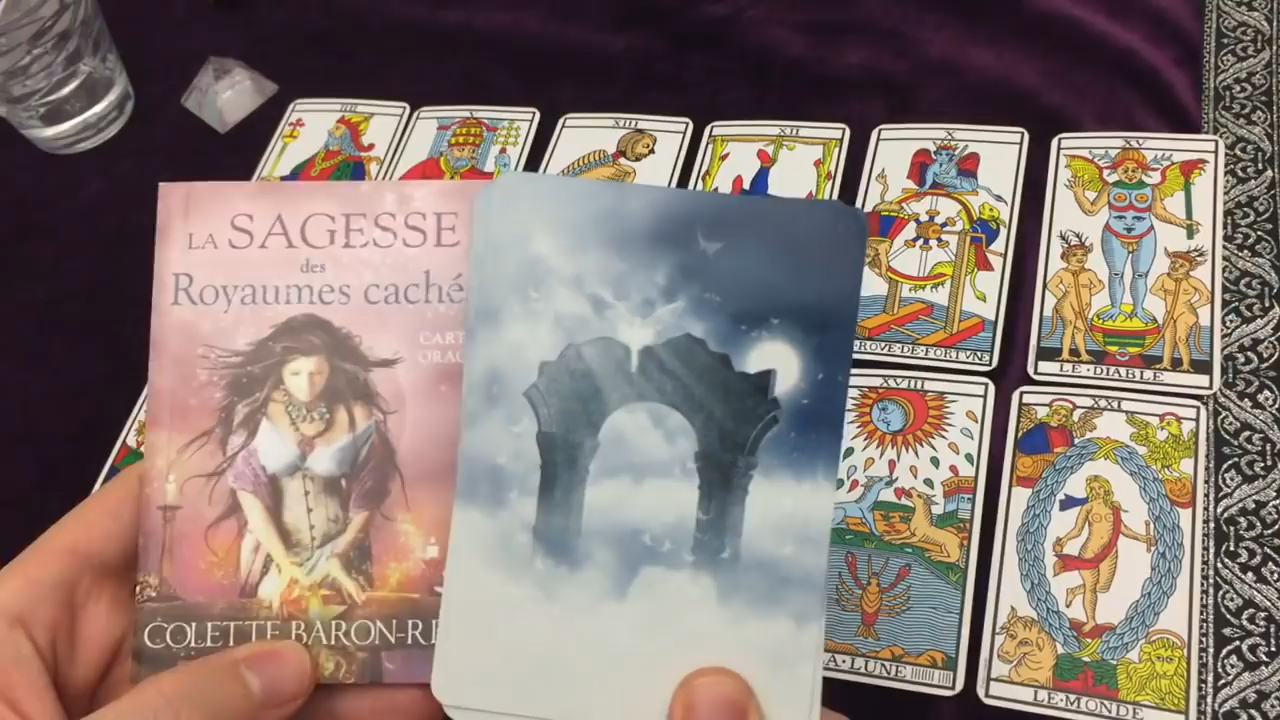 IIII
V
XIII
XII
X
XV
LA SAGESSE
des
Royaumes caché
CART
ORAC
COLETTE BARON-RE
ROVE·DE·FORTVNE
LE·DIABLE
XVIII
XXI
A·LUNE
LE·MONDE